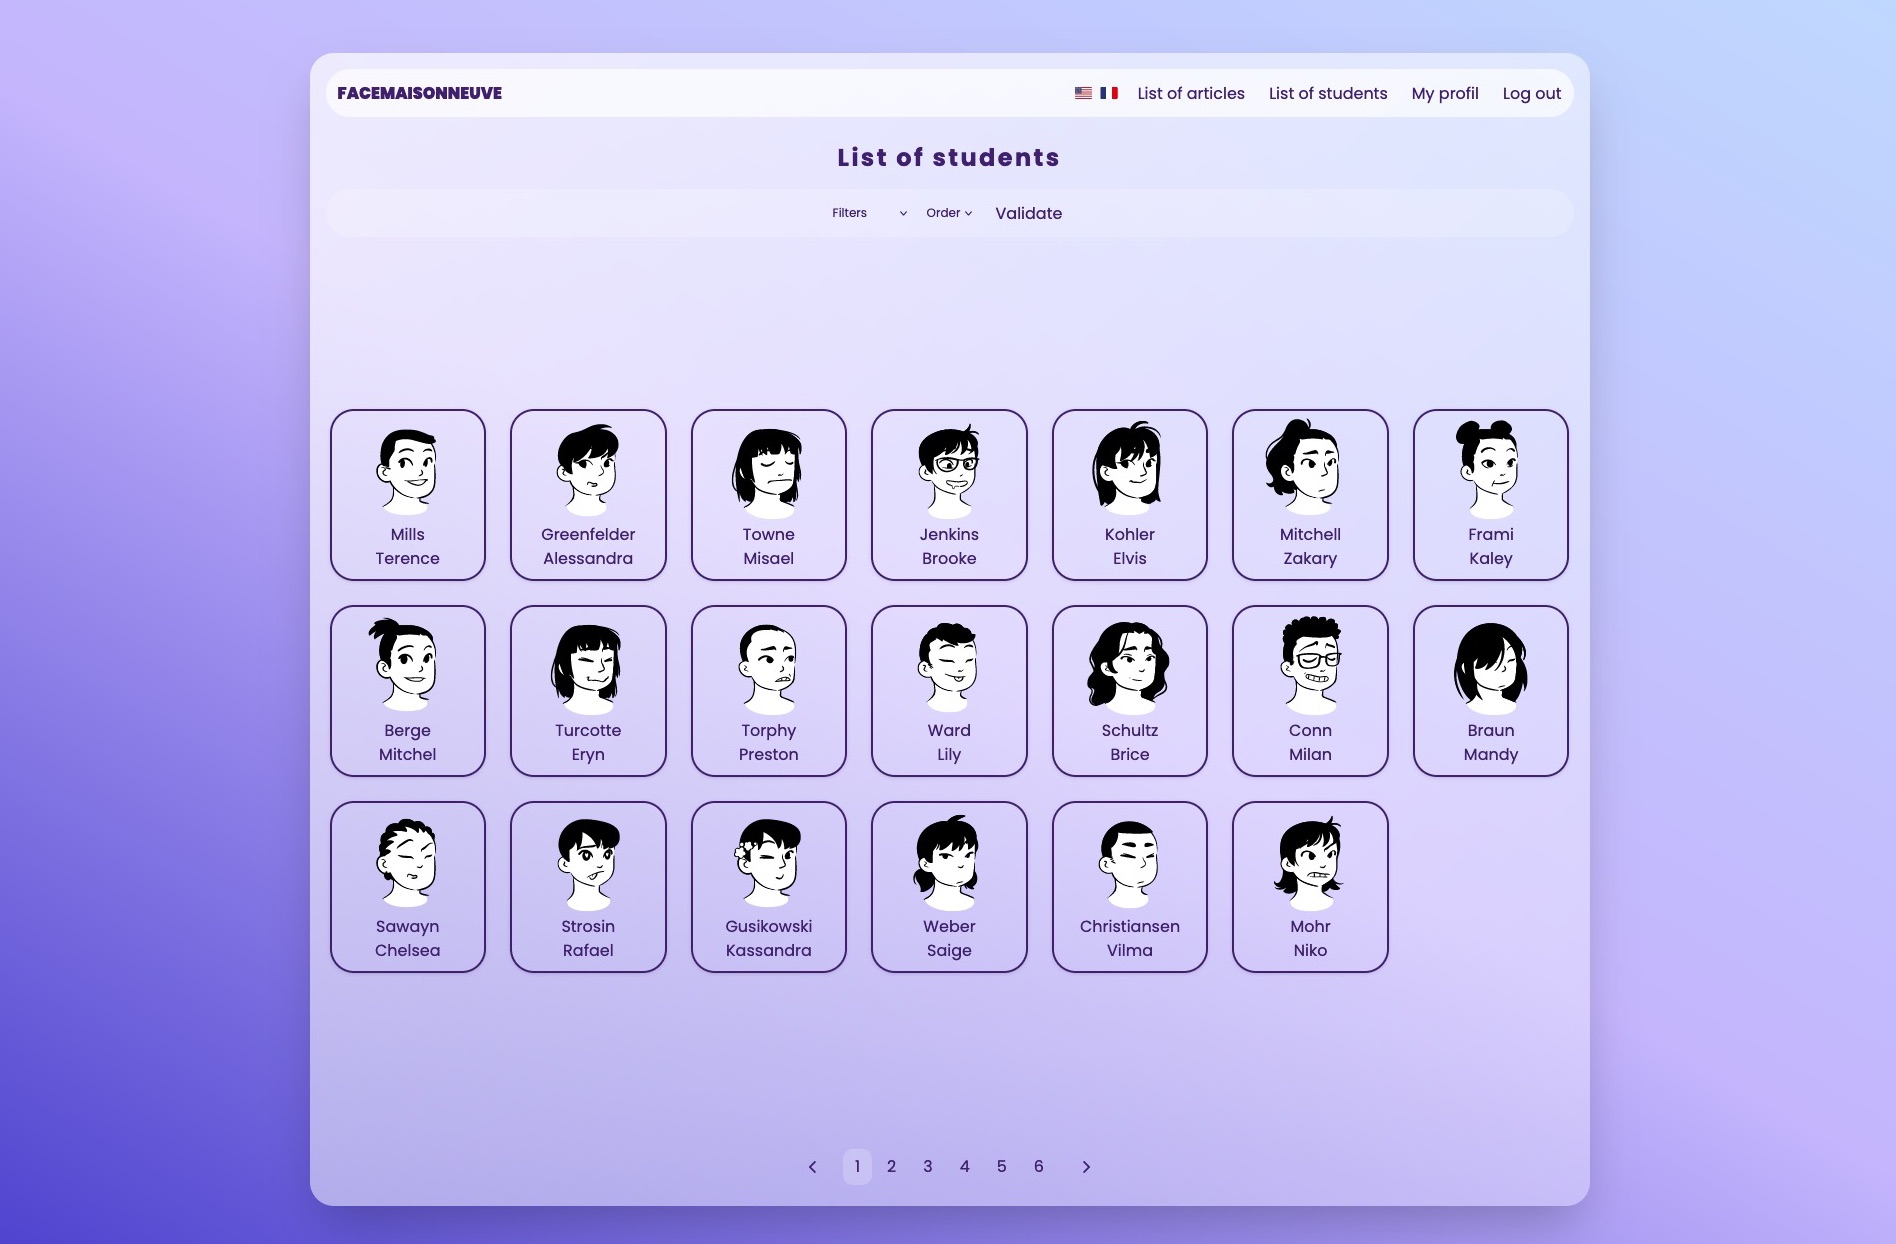 FACEMAISONNEUVE
List of articles List of students My profil Log out
List of students
Filters Order Validate
Mills
Terence
Greenfelder
Alessandra
Towne
Misael
Jenkins
Brooke
Kohler
Elvis
Mitchell
Zakary
Frami
Kaley
Berge
Mitchel
Turcotte
Eryn
Torphy
Preston
Ward
Lily
Schultz
Brice
Conn
Milan
Braun
Mandy
Sawayn
Chelsea
Strosin
Rafael
Gusikowski
Kassandra
Weber
Saige
Christiansen
Vilma
Mohr
Niko
1 2 3 4 5 6